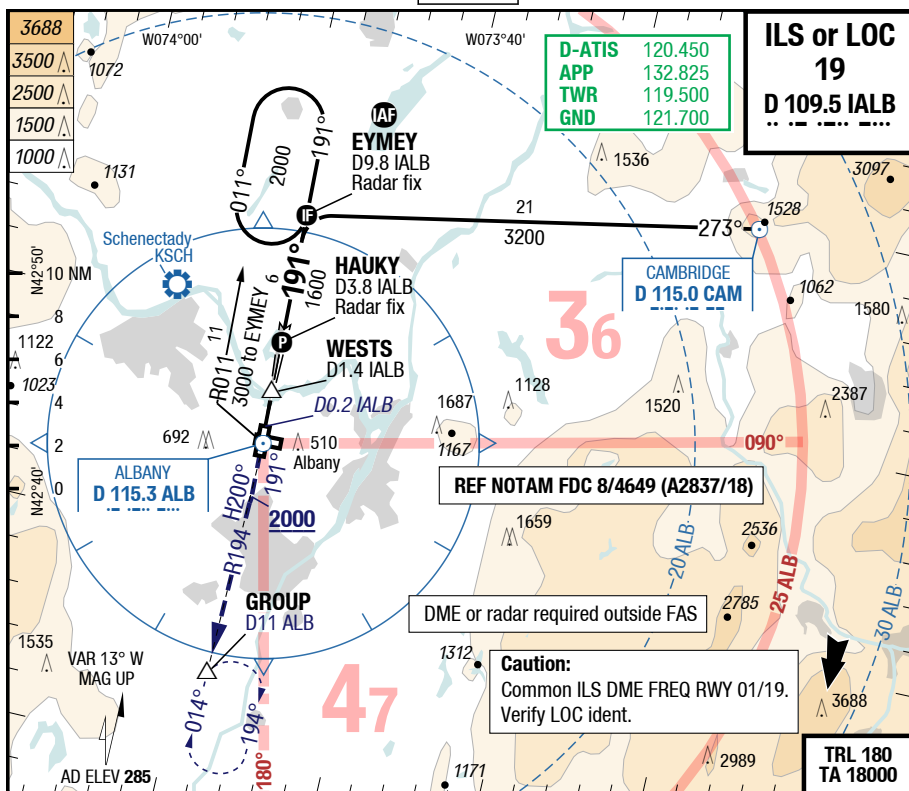 3688
3500
2500
1500
1000
1072
1131
W074°00'
W073°40'
D-ATIS 120.450
APP 132.825
TWR 119.500
GND 121.700
ILS or LOC
19
D 109.5 IALB
IAF
EYMEY
D9.8 IALB
Radar fix
011°
2000
191°
IF
1536
3097
1528
21
3200
273°
Schenectady
KSCH
N42°50'
10 NM
8
6
4
2
0
N42°40'
CAMBRIDGE
D 115.0 CAM
1062
1580
191°
6
1600
HAUKY
D3.8 IALB
Radar fix
P
R011
11
3000 to EYMEY
36
1122
1023
WESTS
D1.4 IALB
D0.2 IALB
1128
1520
2387
1687
1167
692
510
Albany
090°
ALBANY
D 115.3 ALB
REF NOTAM FDC 8/4649 (A2837/18)
H200°
R194
191°
2000
1659
2536
20 ALB
25 ALB
30 ALB
2785
GROUP
D11 ALB
DME or radar required outside FAS
1535
VAR 13° W
MAG UP
1312
Caution:
Common ILS DME FREQ RWY 01/19.
Verify LOC ident.
3688
014°
194°
47
180°
AD ELEV 285
1171
2989
TRL 180
TA 18000